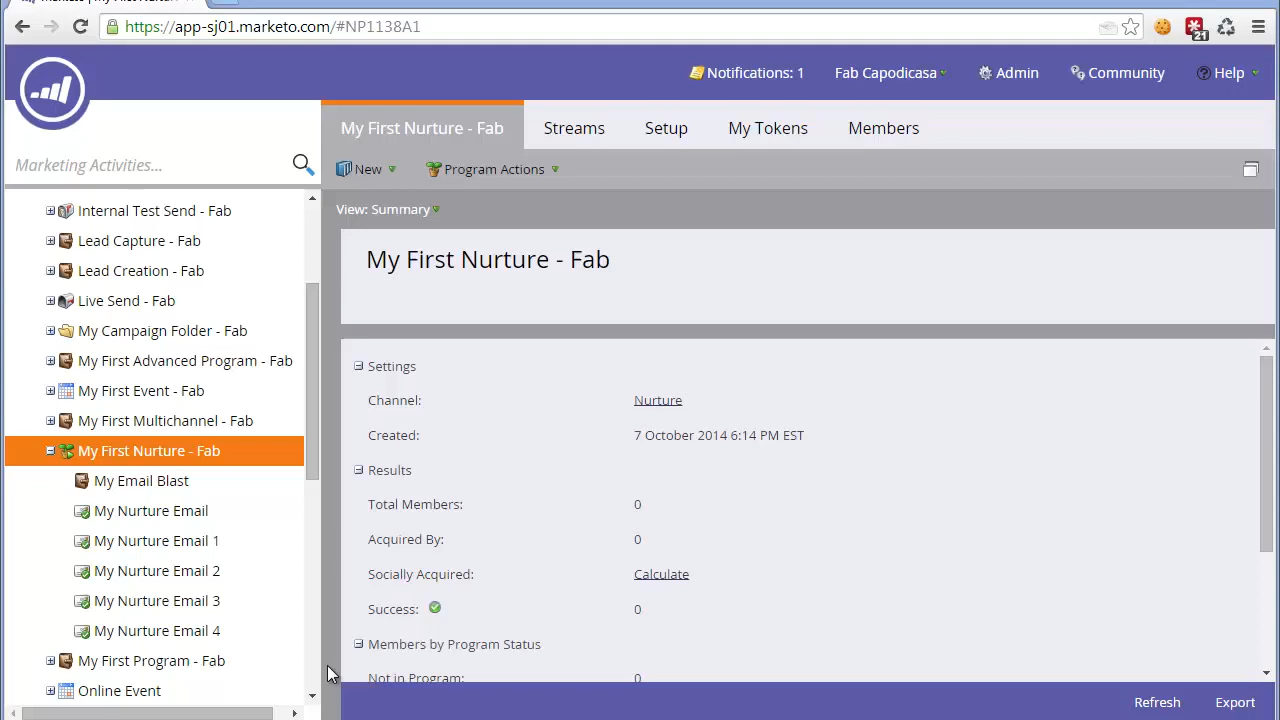 https://app-sj01.marketo.com/#NP1138A1
21
Notifications: 1
Fab Capodicasa
Admin
Community
Help
My First Nurture - Fab
Streams
Setup
My Tokens
Members
Marketing Activities...
New
Program Actions
View: Summary
Internal Test Send - Fab
Lead Capture - Fab
Lead Creation - Fab
Live Send - Fab
My Campaign Folder - Fab
My First Advanced Program - Fab
My First Event - Fab
My First Multichannel - Fab
My First Nurture - Fab
My Email Blast
My Nurture Email
My Nurture Email 1
My Nurture Email 2
My Nurture Email 3
My Nurture Email 4
My First Program - Fab
Online Event
My First Nurture - Fab
Settings
Channel: Nurture
Created: 7 October 2014 6:14 PM EST
Results
Total Members: 0
Acquired By: 0
Socially Acquired: Calculate
Success: 0
Members by Program Status
Not in Program: 0
Refresh
Export